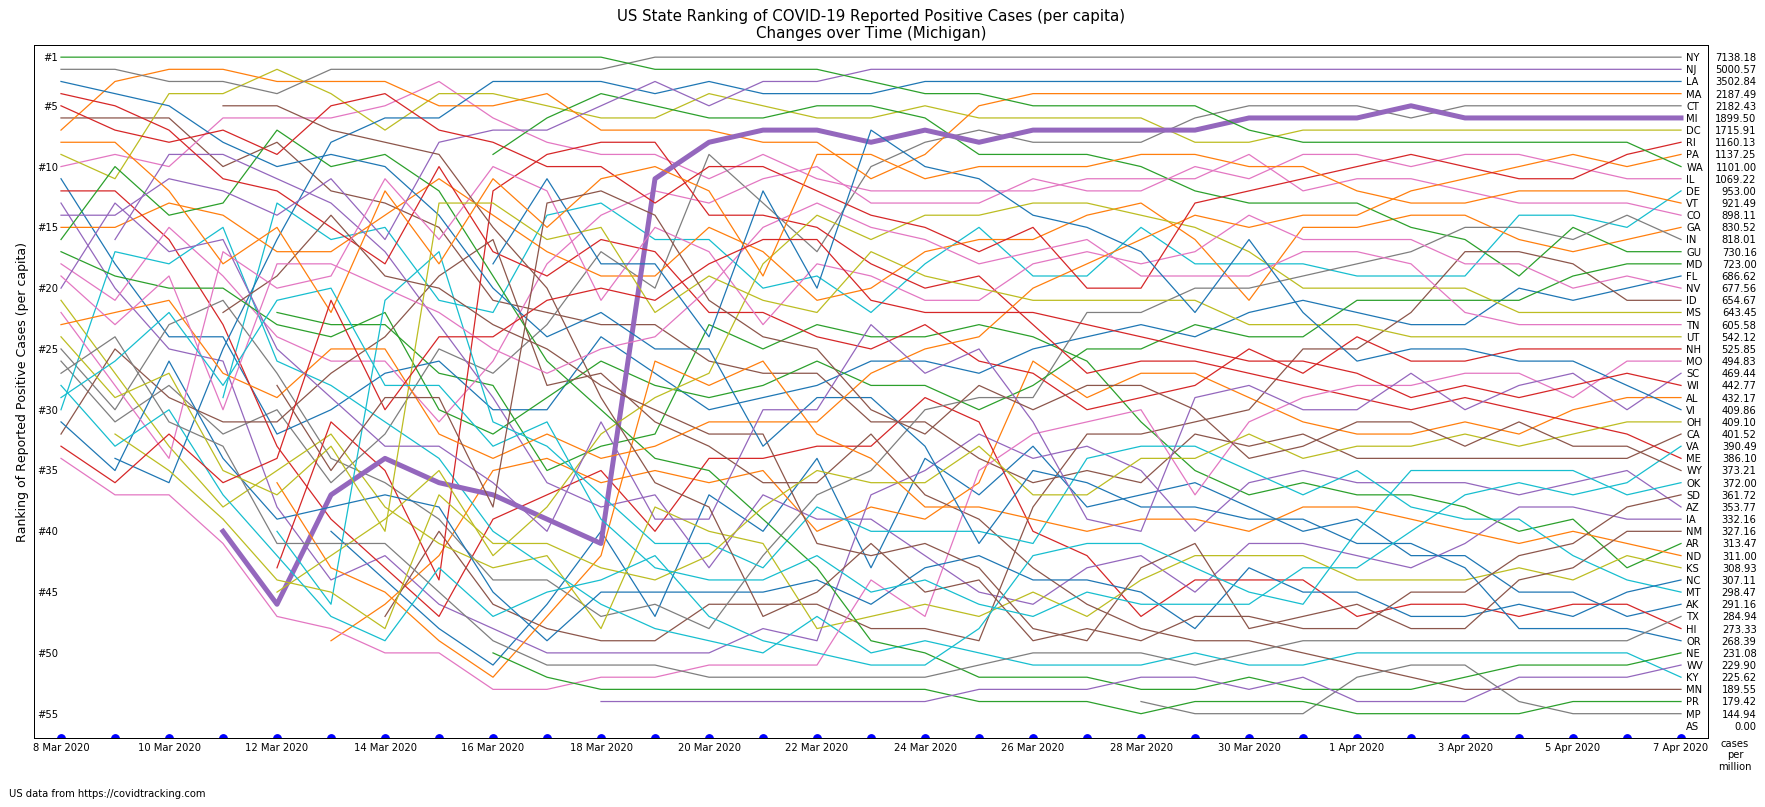 US State Ranking of COVID-19 Reported Positive Cases (per capita)
Changes over Time (Michigan)
Ranking of Reported Positive Cases (per capita)
#1
#5
#10
#15
#20
#25
#30
#35
#40
#45
#50
#55
NY 7138.18
NJ 5000.57
LA 3502.84
MA 2187.49
CT 2182.43
MI 1899.50
DC 1715.91
RI 1160.13
PA 1137.25
WA 1101.00
IL 1069.22
DE 953.00
VT 921.49
CO 898.11
GA 830.52
IN 818.01
GU 730.16
MD 723.00
FL 686.62
NV 677.56
ID 654.67
MS 643.45
TN 605.58
UT 542.12
NH 525.85
MO 494.83
SC 469.44
WI 442.77
AL 432.17
VI 409.86
OH 409.10
CA 401.52
VA 390.49
ME 386.10
WY 373.21
OK 372.00
SD 361.72
AZ 353.77
IA 332.16
NM 327.16
AR 313.47
ND 311.00
KS 308.93
NC 307.11
MT 298.47
AK 291.16
TX 284.94
HI 273.33
OR 268.39
NE 231.08
WV 229.90
KY 225.62
MN 189.55
PR 179.42
MP 144.94
AS 0.00
8 Mar 2020 10 Mar 2020 12 Mar 2020 14 Mar 2020 16 Mar 2020 18 Mar 2020 20 Mar 2020 22 Mar 2020 24 Mar 2020 26 Mar 2020 28 Mar 2020 30 Mar 2020 1 Apr 2020 3 Apr 2020 5 Apr 2020 7 Apr 2020
cases
per
million
US data from https://covidtracking.com